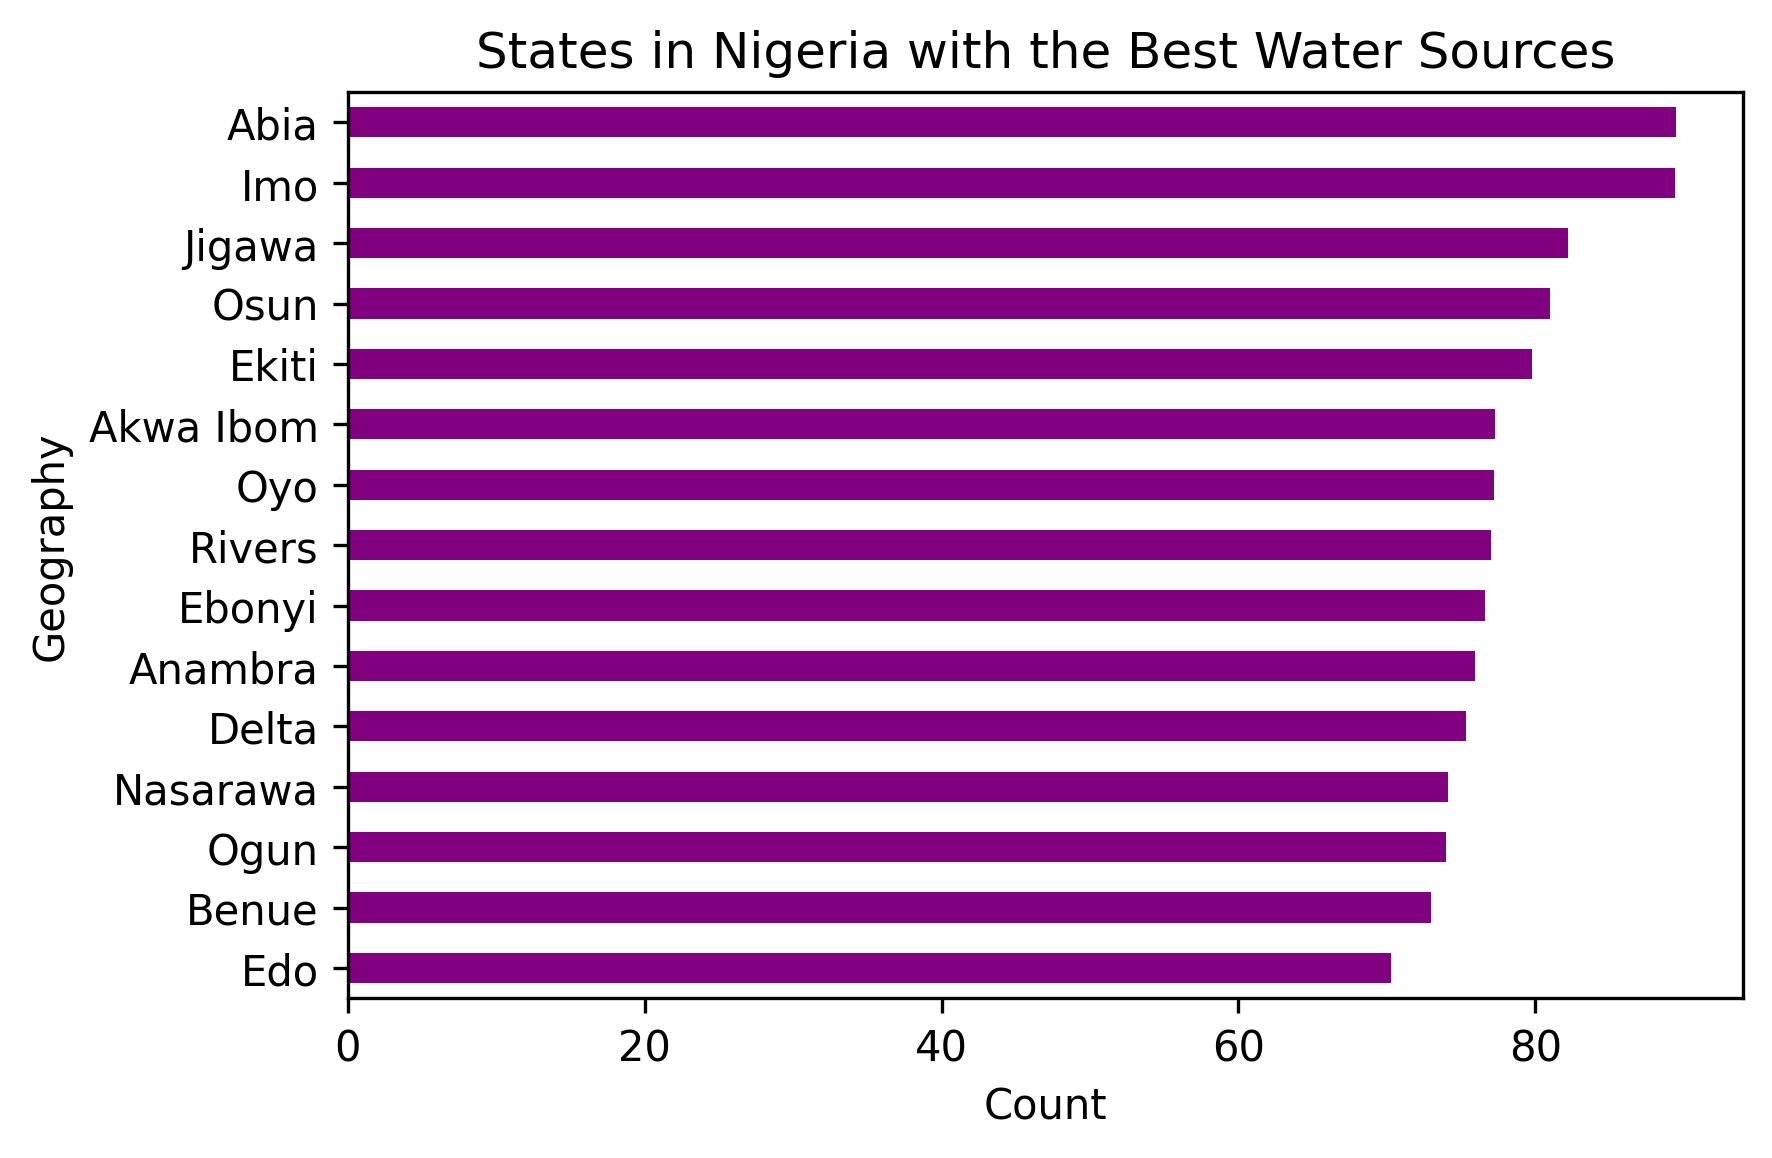 States in Nigeria with the Best Water Sources
Abia
Imo
Jigawa
Osun
Ekiti
Akwa Ibom
Oyo
Rivers
Ebonyi
Anambra
Delta
Nasarawa
Ogun
Benue
Edo
Geography
0 20 40 60 80
Count